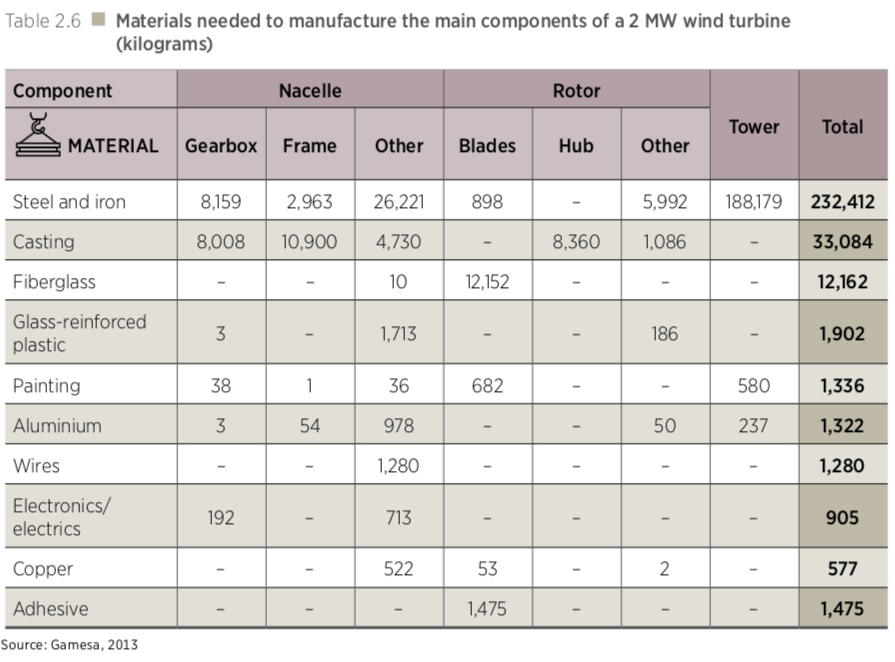 Table 2.6 Materials needed to manufacture the main components of a 2 MW wind turbine
(kilograms)
Component Nacelle Rotor Tower Total
MATERIAL Gearbox Frame Other Blades Hub Other
Steel and iron 8,159 2,963 26,221 898 – 5,992 188,179 232,412
Casting 8,008 10,900 4,730 – 8,360 1,086 – 33,084
Fiberglass – – 10 12,152 – – – 12,162
Glass-reinforced
plastic 3 – 1,713 – – 186 – 1,902
Painting 38 1 36 682 – – 580 1,336
Aluminium 3 54 978 – – 50 237 1,322
Wires – – 1,280 – – – – 1,280
Electronics/
electrics 192 – 713 – – – – 905
Copper – – 522 53 – 2 – 577
Adhesive – – – 1,475 – – – 1,475
Source: Gamesa, 2013